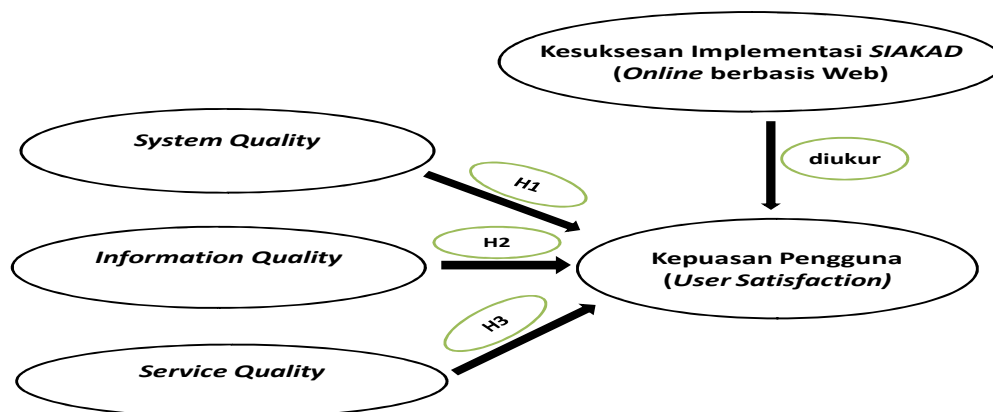 Kesuksesan Implementasi SIAKAD
(Online berbasis Web)
System Quality
diukur
H1
H2
Information Quality
Kepuasan Pengguna
(User Satisfaction)
H3
Service Quality